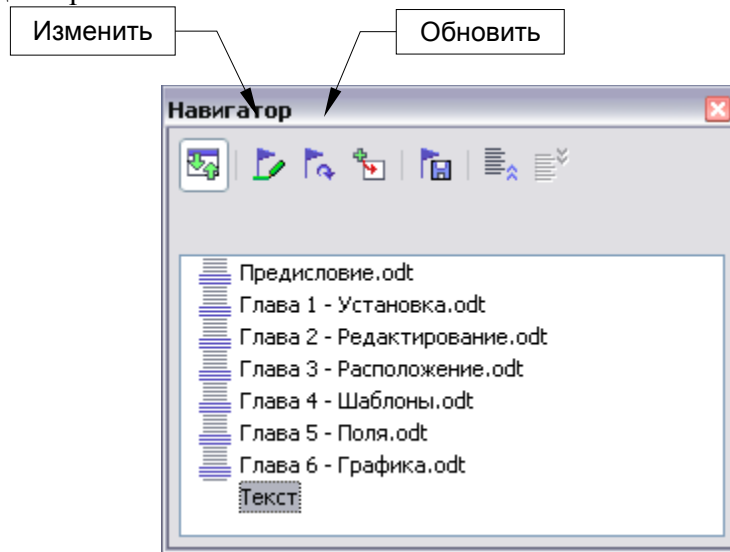 Изменить
Обновить
Навигатор
Предисловие.odt
Глава 1 - Установка.odt
Глава 2 - Редактирование.odt
Глава 3 - Расположение.odt
Глава 4 - Шаблоны.odt
Глава 5 - Поля.odt
Глава 6 - Графика.odt
Текст